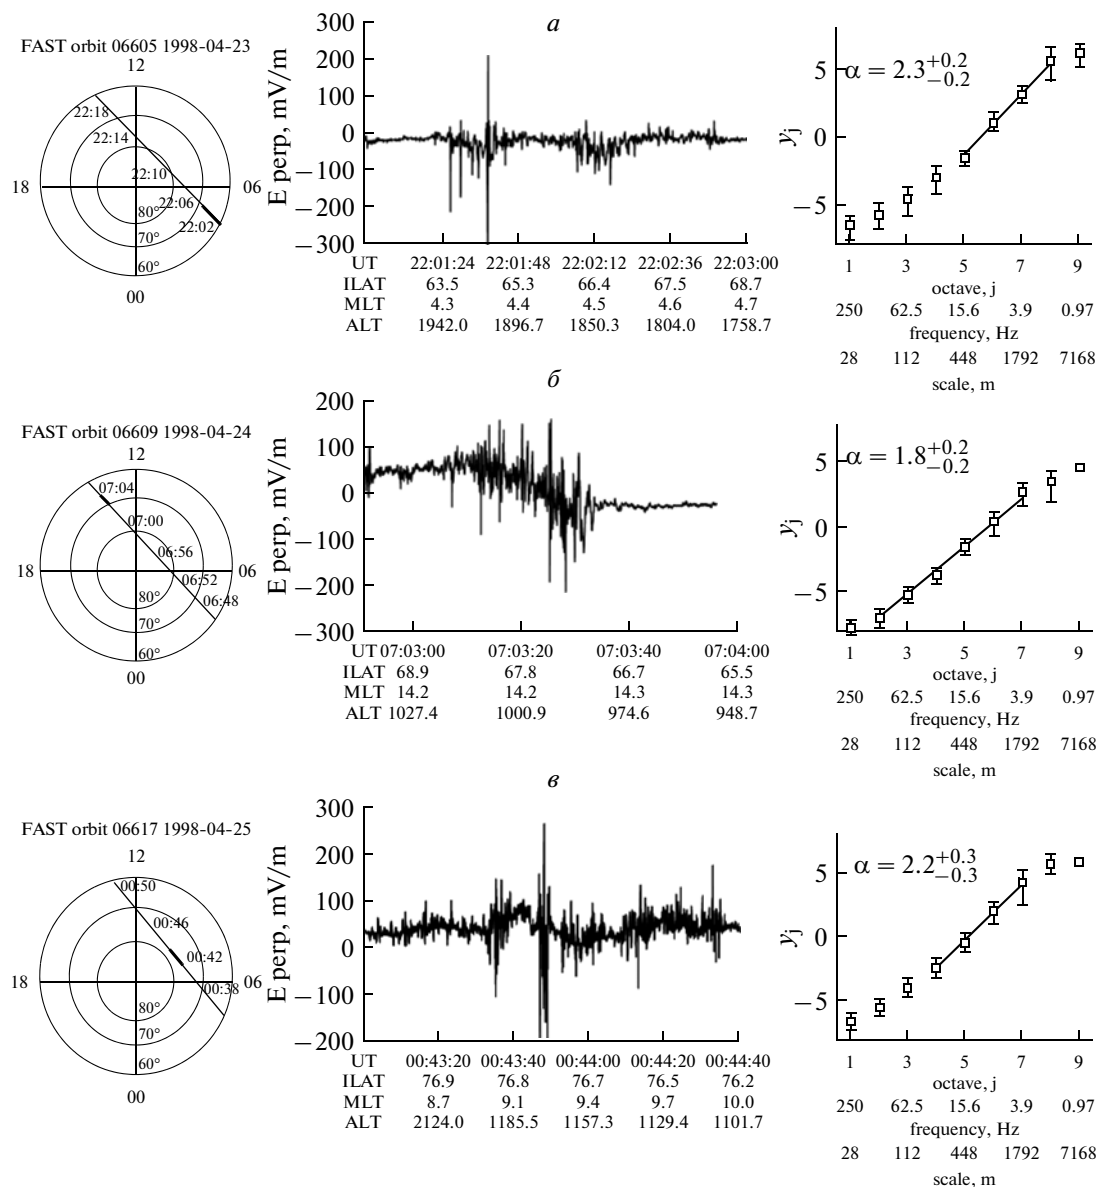 а
FAST orbit 06605 1998-04-23
12
18
06
00
22:18
22:14
22:10
22:06
22:02
80°
70°
60°
E perp, mV/m
300
200
100
0
−100
−200
−300
UT 22:01:24 22:01:48 22:02:12 22:02:36 22:03:00
ILAT 63.5 65.3 66.4 67.5 68.7
MLT 4.3 4.4 4.5 4.6 4.7
ALT 1942.0 1896.7 1850.3 1804.0 1758.7
α = 2.3 +0.2 −0.2
yj
5
0
−5
1 3 5 7 9
octave, j
250 62.5 15.6 3.9 0.97
frequency, Hz
28 112 448 1792 7168
scale, m
б
FAST orbit 06609 1998-04-24
12
18
06
00
07:04
07:00
06:56
06:52
06:48
80°
70°
60°
E perp, mV/m
200
100
0
−100
−200
−300
UT 07:03:00 07:03:20 07:03:40 07:04:00
ILAT 68.9 67.8 66.7 65.5
MLT 14.2 14.2 14.3 14.3
ALT 1027.4 1000.9 974.6 948.7
α = 1.8 +0.2 −0.2
yj
5
0
−5
1 3 5 7 9
octave, j
250 62.5 15.6 3.9 0.97
frequency, Hz
28 112 448 1792 7168
scale, m
в
FAST orbit 06617 1998-04-25
12
18
06
00
00:50
00:46
00:42
00:38
80°
70°
60°
E perp, mV/m
300
200
100
0
−100
−200
UT 00:43:20 00:43:40 00:44:00 00:44:20 00:44:40
ILAT 76.9 76.8 76.7 76.5 76.2
MLT 8.7 9.1 9.4 9.7 10.0
ALT 2124.0 1185.5 1157.3 1129.4 1101.7
α = 2.2 +0.3 −0.3
yj
5
0
−5
1 3 5 7 9
octave, j
250 62.5 15.6 3.9 0.97
frequency, Hz
28 112 448 1792 7168
scale, m